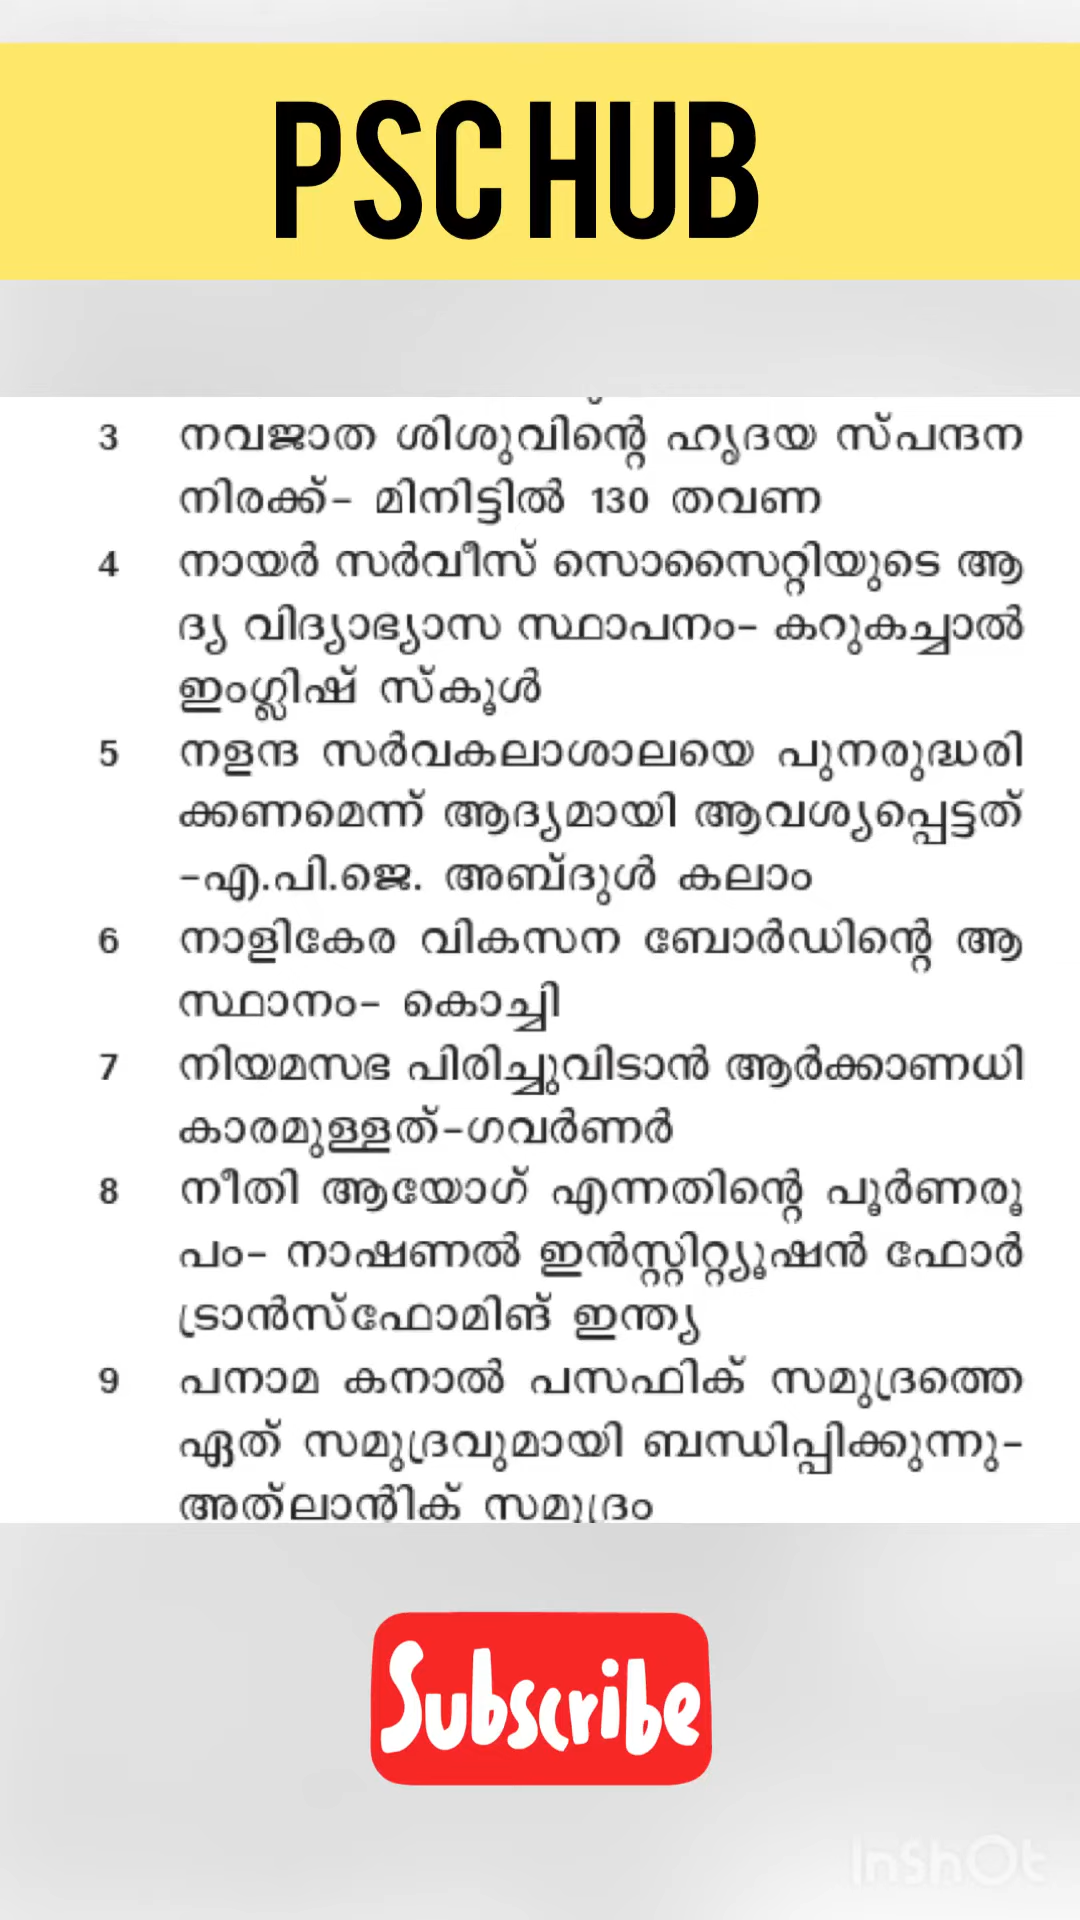 PSC HUB
3 നവജാത ശിശുവിന്റെ ഹൃദയ സ്പന്ദന
നിരക്ക്- മിനിട്ടിൽ 130 തവണ
4 നായർ സർവീസ് സൊസൈറ്റിയുടെ ആ
ദ്യ വിദ്യാഭ്യാസ സ്ഥാപനം- കറുകച്ചാൽ
ഇംഗ്ലിഷ് സ്കൂൾ
5 നളന്ദ സർവകലാശാലയെ പുനരുദ്ധരി
ക്കണമെന്ന് ആദ്യമായി ആവശ്യപ്പെട്ടത്
-എ.പി.ജെ. അബ്ദുൾ കലാം
6 നാളികേര വികസന ബോർഡിന്റെ ആ
സ്ഥാനം- കൊച്ചി
7 നിയമസഭ പിരിച്ചുവിടാൻ ആർക്കാണധി
കാരമുള്ളത്-ഗവർണർ
8 നീതി ആയോഗ് എന്നതിന്റെ പൂർണരൂ
പം- നാഷണൽ ഇൻസ്റ്റിറ്റ്യൂഷൻ ഫോർ
ട്രാൻസ്ഫോമിങ് ഇന്ത്യ
9 പനാമ കനാൽ പസഫിക് സമുദ്രത്തെ
ഏത് സമുദ്രവുമായി ബന്ധിപ്പിക്കുന്നു-
അത്‌ലാന്റിക് സമുദ്രം
Subscribe
InShOt